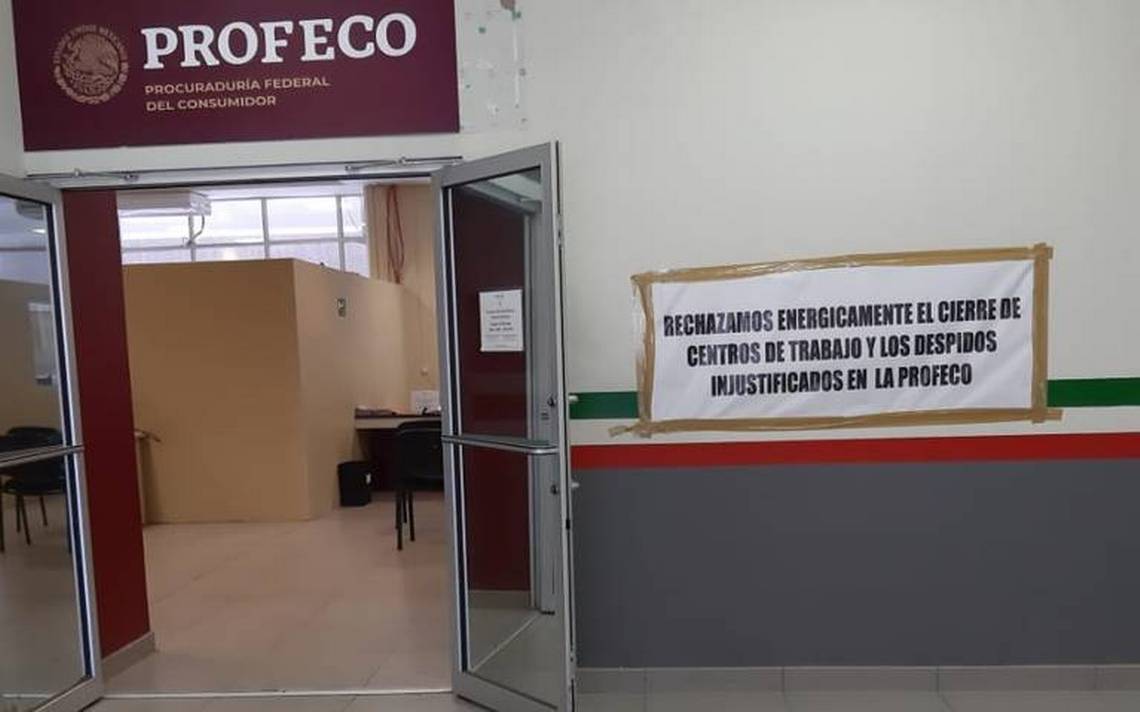 PROFECO
PROCURADURÍA FEDERAL
DEL CONSUMIDOR
RECHAZAMOS ENERGICAMENTE EL CIERRE DE
CENTROS DE TRABAJO Y LOS DESPIDOS
INJUSTIFICADOS EN LA PROFECO